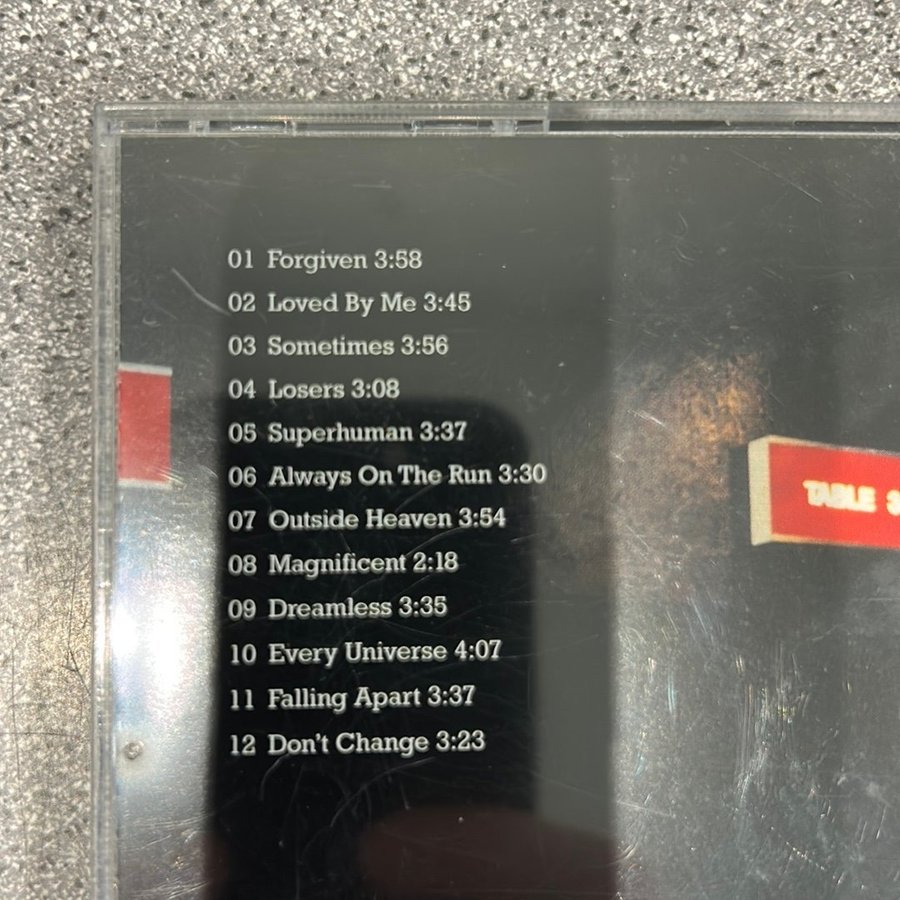 01 Forgiven 3:58
02 Loved By Me 3:45
03 Sometimes 3:56
04 Losers 3:08
05 Superhuman 3:37
06 Always On The Run 3:30
07 Outside Heaven 3:54
08 Magnificent 2:18
09 Dreamless 3:35
10 Every Universe 4:07
11 Falling Apart 3:37
12 Don't Change 3:23
TABLE 3